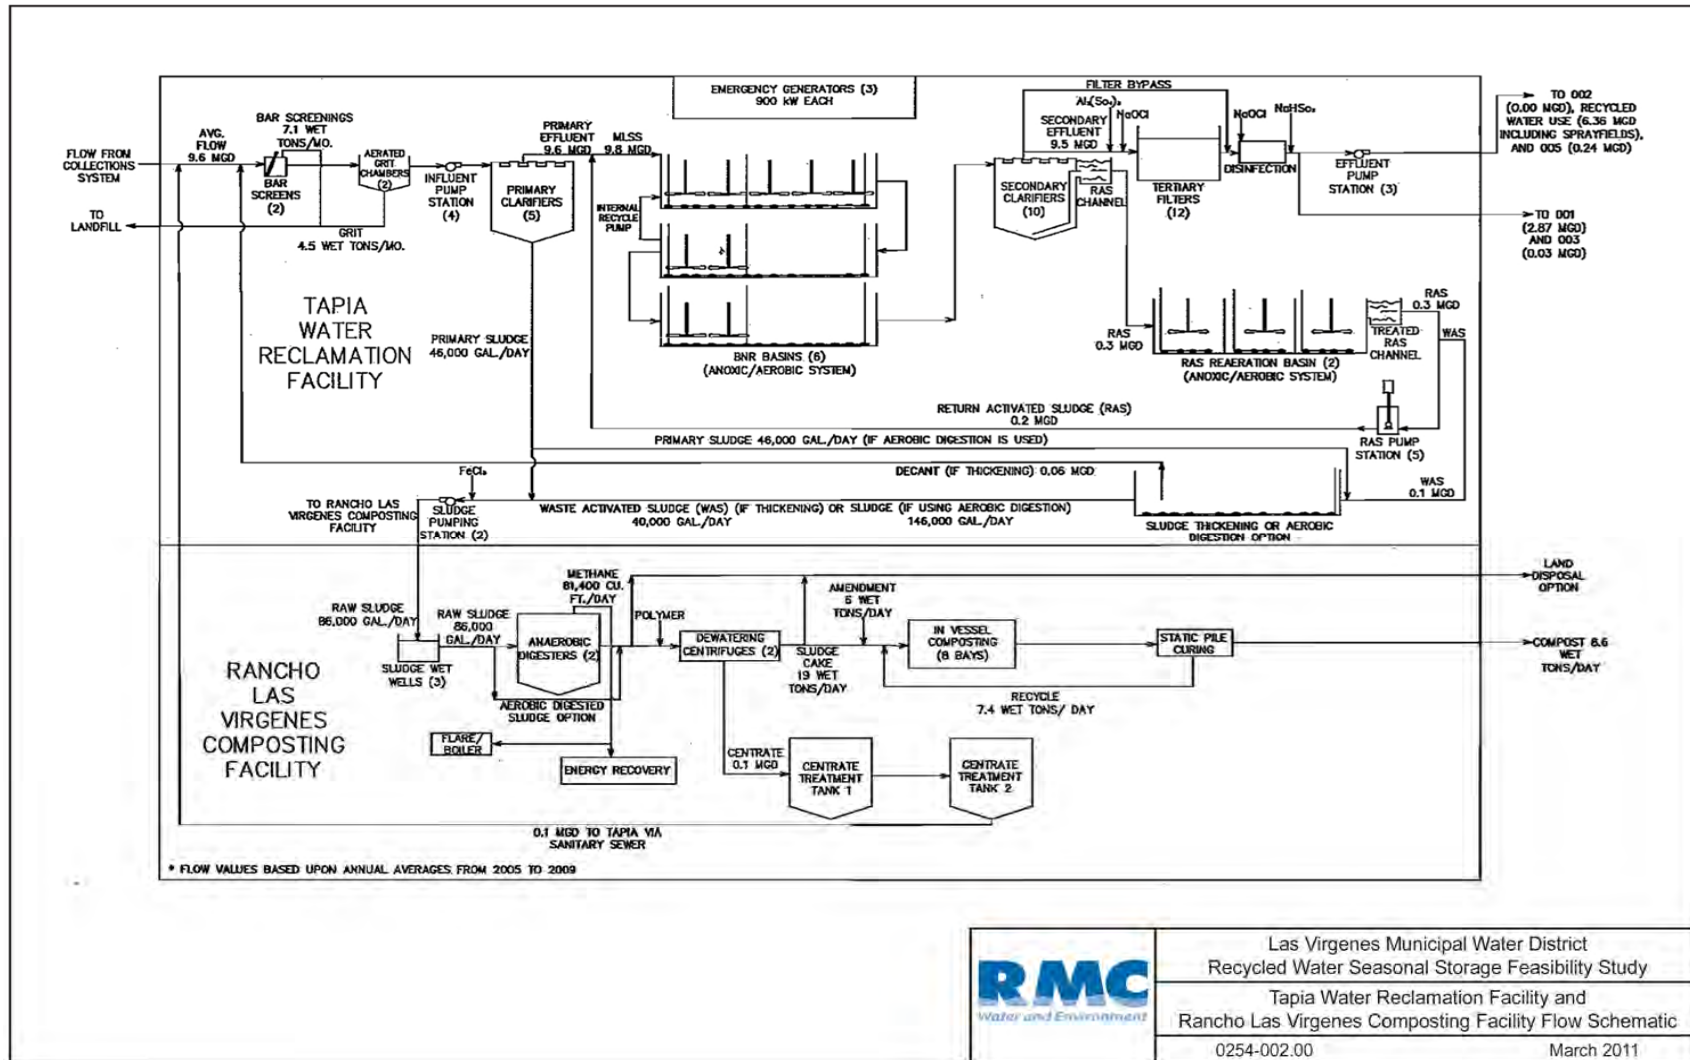 EMERGENCY GENERATORS (3)
900 KW EACH
FILTER BYPASS
BAR SCREENINGS
7.1 WET
TONS/MO.
AVG.
FLOW
9.6 MGD
FLOW FROM
COLLECTIONS
SYSTEM
TO
LANDFILL
BAR
SCREENS
(2)
AERATED
GRIT
CHAMBERS
(2)
GRIT
4.5 WET TONS/MO.
INFLUENT
PUMP
STATION
(4)
PRIMARY
CLARIFIERS
(5)
PRIMARY
EFFLUENT
9.6 MGD
MLSS
9.8 MGD
INTERNAL
RECYCLE
PUMP
BNR BASINS (6)
(ANOXIC/AEROBIC SYSTEM)
SECONDARY
EFFLUENT
9.5 MGD
NaOCl
SECONDARY
CLARIFIERS
(10)
RAS
CHANNEL
TERTIARY
FILTERS
(12)
NaOCl
DISINFECTION
EFFLUENT
PUMP
STATION (3)
TO 002
(0.00 MGD), RECYCLED
WATER USE (6.36 MGD
INCLUDING SPRAYFIELDS),
AND 005 (0.24 MGD)
TO 001
(2.87 MGD)
AND 003
(0.03 MGD)
TAPIA
WATER
RECLAMATION
FACILITY
PRIMARY SLUDGE
46,000 GAL./DAY
RAS
0.3 MGD
RAS REAERATION BASIN (2)
(ANOXIC/AEROBIC SYSTEM)
RAS
0.3 MGD
TREATED
RAS
CHANNEL
WAS
RETURN ACTIVATED SLUDGE (RAS)
0.2 MGD
RAS PUMP
STATION (5)
PRIMARY SLUDGE 46,000 GAL./DAY (IF AEROBIC DIGESTION IS USED)
DECANT (IF THICKENING) 0.06 MGD
WAS
0.1 MGD
TO RANCHO LAS
VIRGENES COMPOSTING
FACILITY
SLUDGE
PUMPING
STATION (2)
WASTE ACTIVATED SLUDGE (WAS) (IF THICKENING) OR SLUDGE (IF USING AEROBIC DIGESTION)
40,000 GAL./DAY 146,000 GAL./DAY
SLUDGE THICKENING OR AEROBIC
DIGESTION OPTION
RANCHO
LAS
VIRGENES
COMPOSTING
FACILITY
RAW SLUDGE
86,000 GAL./DAY
SLUDGE WET
WELLS (3)
RAW SLUDGE
86,000
GAL./DAY
METHANE
81,400 CU.
FT./DAY
ANAEROBIC
DIGESTERS (2)
AEROBIC DIGESTED
SLUDGE OPTION
FLARE/
BOILER
ENERGY RECOVERY
POLYMER
DEWATERING
CENTRIFUGES (2)
SLUDGE
CAKE
19 WET
TONS/DAY
AMENDMENT
5 WET
TONS/DAY
IN VESSEL
COMPOSTING
(8 BAYS)
STATIC PILE
CURING
RECYCLE
7.4 WET TONS/ DAY
LAND
DISPOSAL
OPTION
COMPOST 8.6
WET
TONS/DAY
CENTRATE
0.1 MGD
CENTRATE
TREATMENT
TANK 1
CENTRATE
TREATMENT
TANK 2
0.1 MGD TO TAPIA VIA
SANITARY SEWER
* FLOW VALUES BASED UPON ANNUAL AVERAGES FROM 2005 TO 2009
RMC
Water and Environment
Las Virgenes Municipal Water District
Recycled Water Seasonal Storage Feasibility Study
Tapia Water Reclamation Facility and
Rancho Las Virgenes Composting Facility Flow Schematic
0254-002.00 March 2011